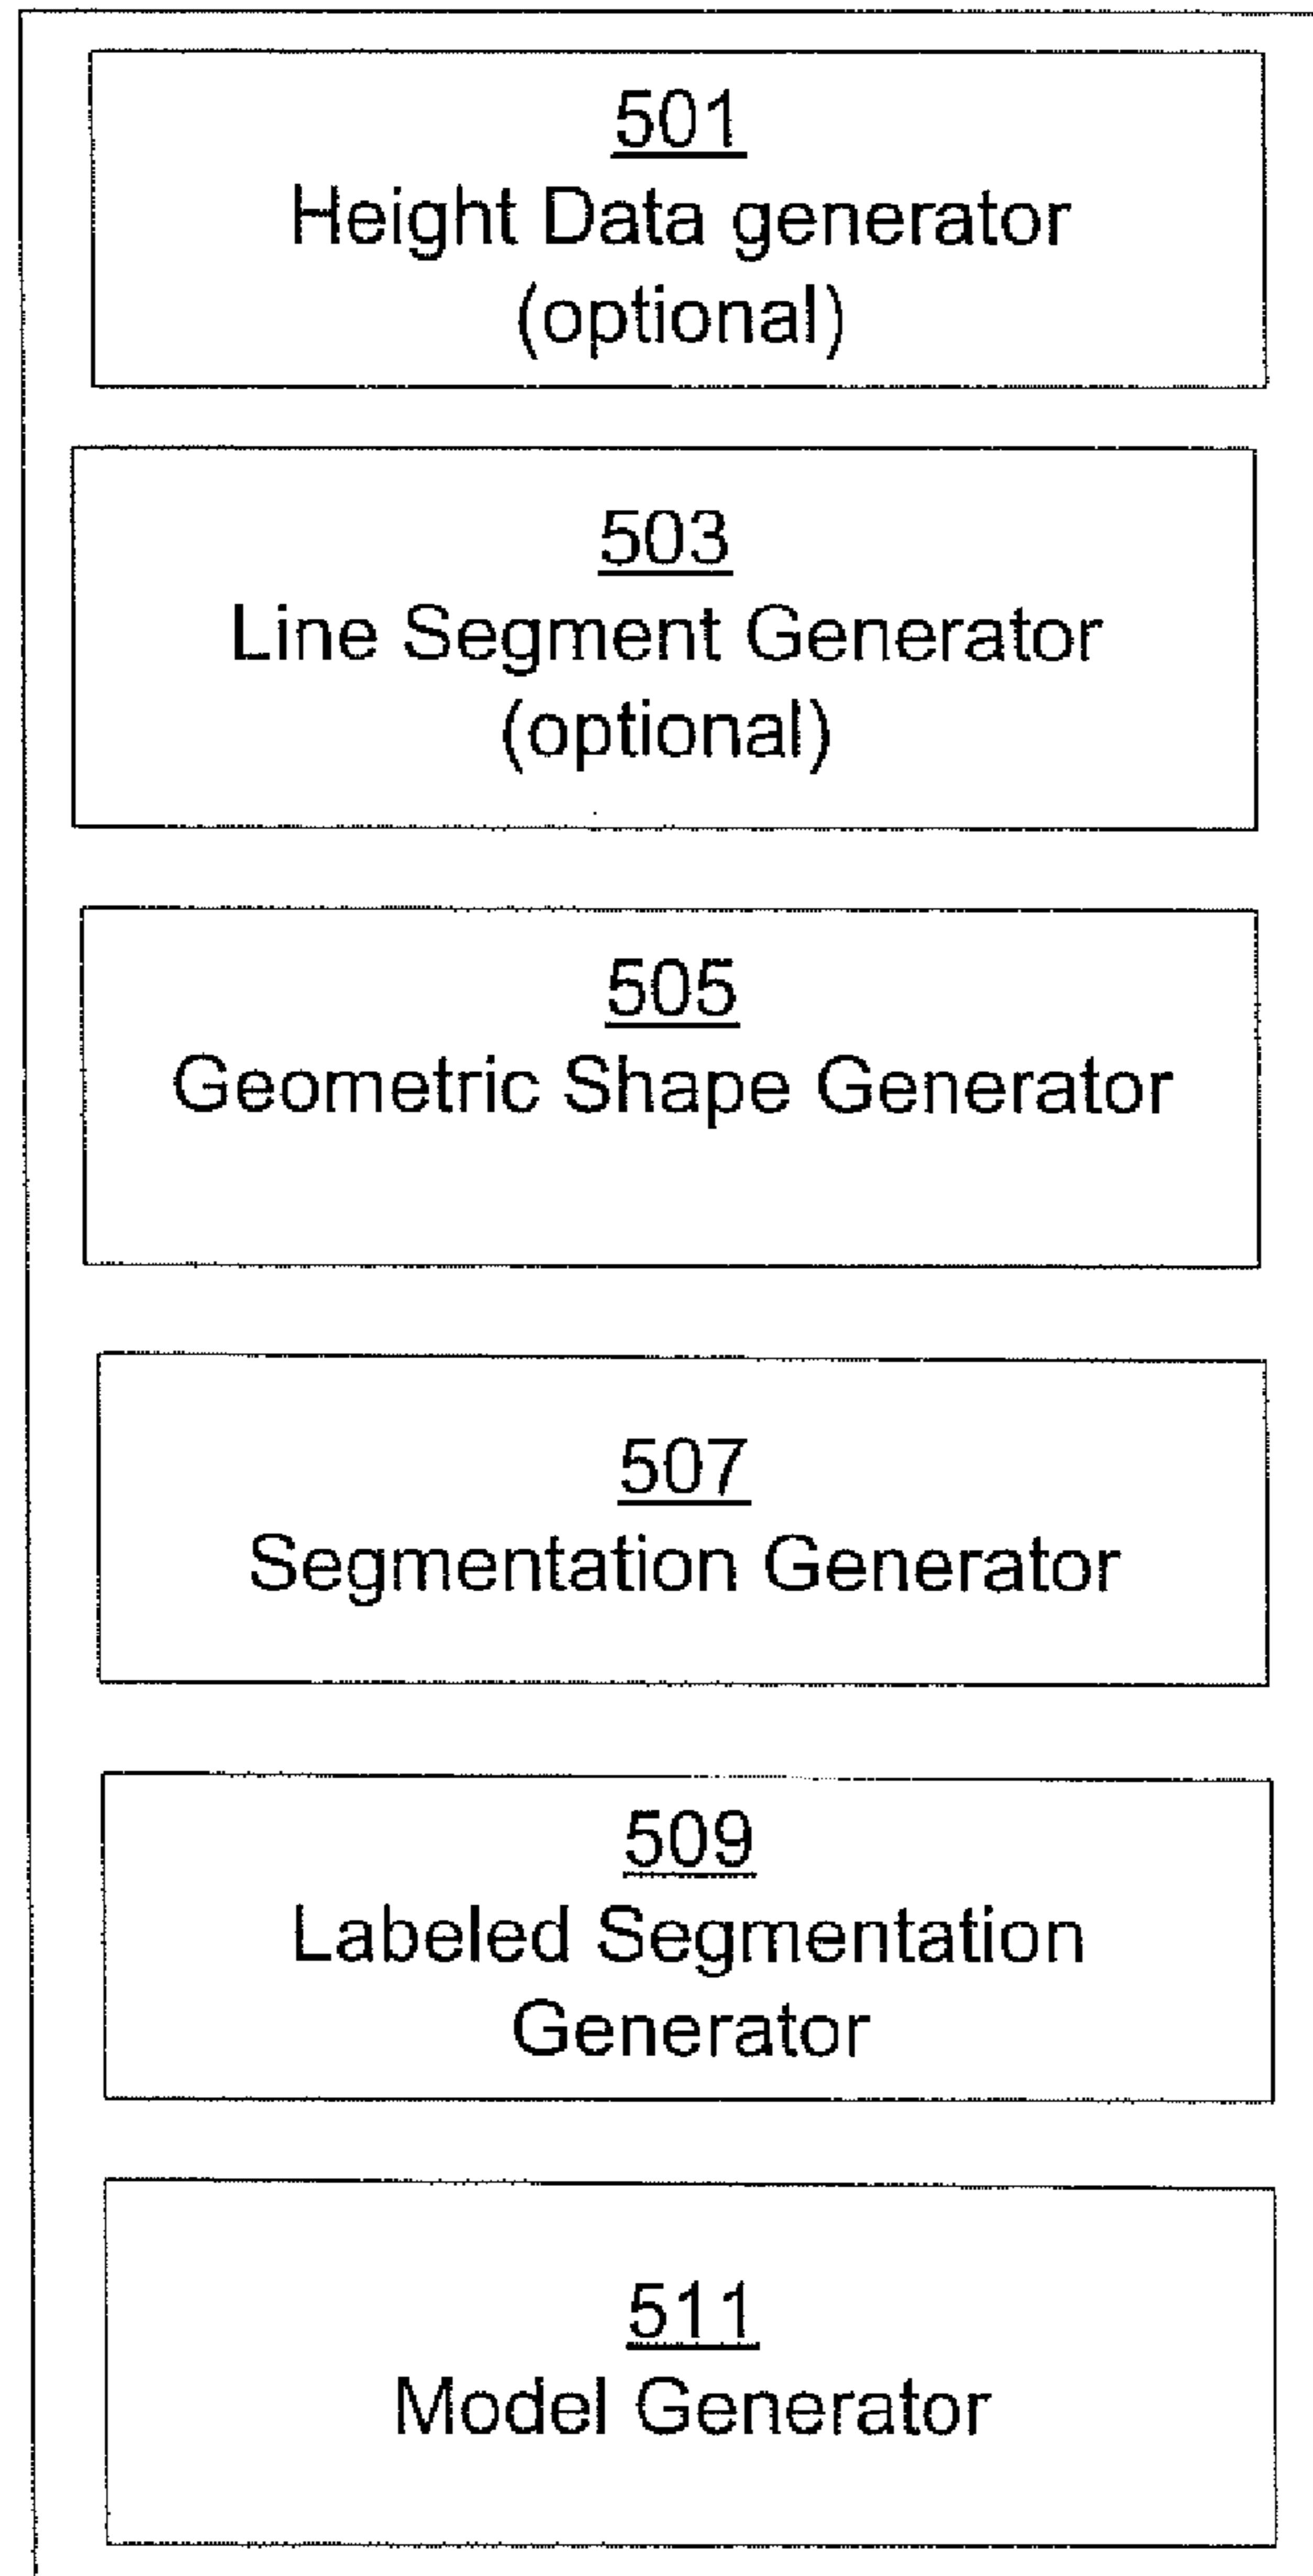 501
Height Data generator
(optional)
503
Line Segment Generator
(optional)
505
Geometric Shape Generator
507
Segmentation Generator
509
Labeled Segmentation
Generator
511
Model Generator